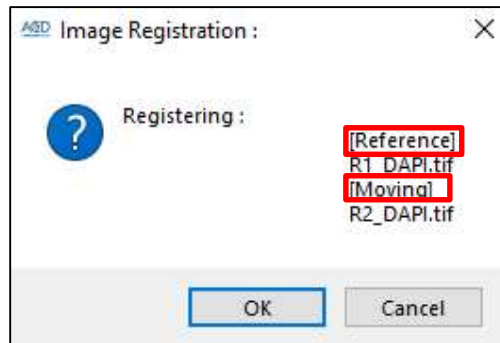 Image Registration :
Registering :
[Reference]
R1_DAPI.tif
[Moving]
R2_DAPI.tif
OK
Cancel